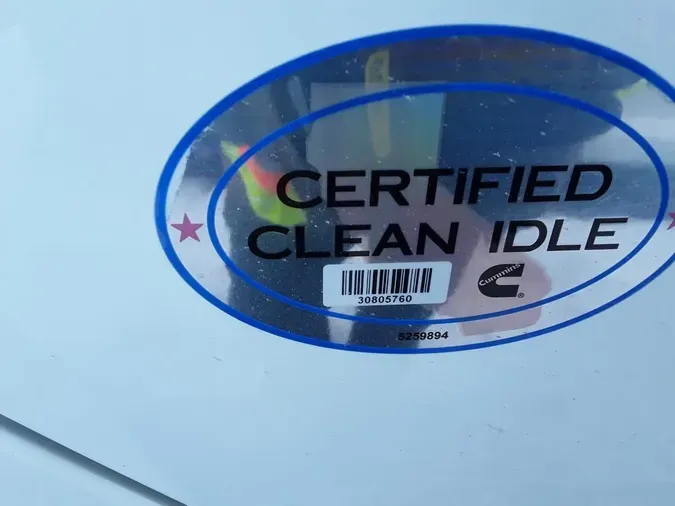 CERTIFIED
CLEAN IDLE
30805760
Cummins
®
5259894